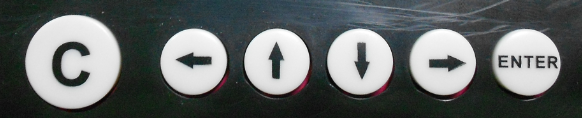 C ← ↑ ↓ → ENTER